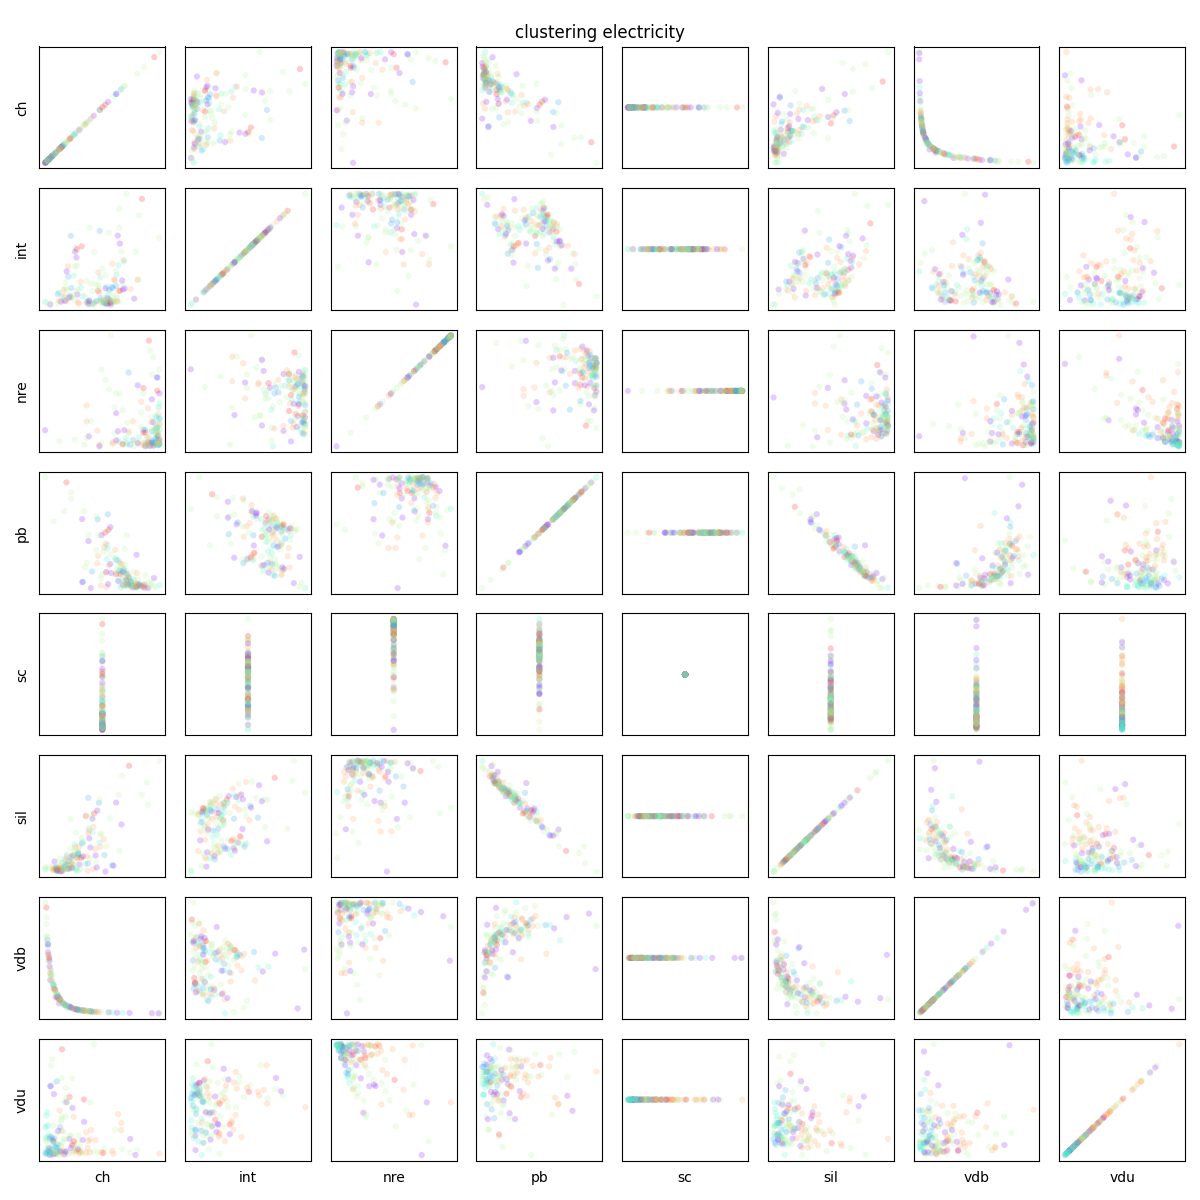 clustering electricity
ch
int
nre
pb
sc
sil
vdb
vdu
ch int nre pb sc sil vdb vdu